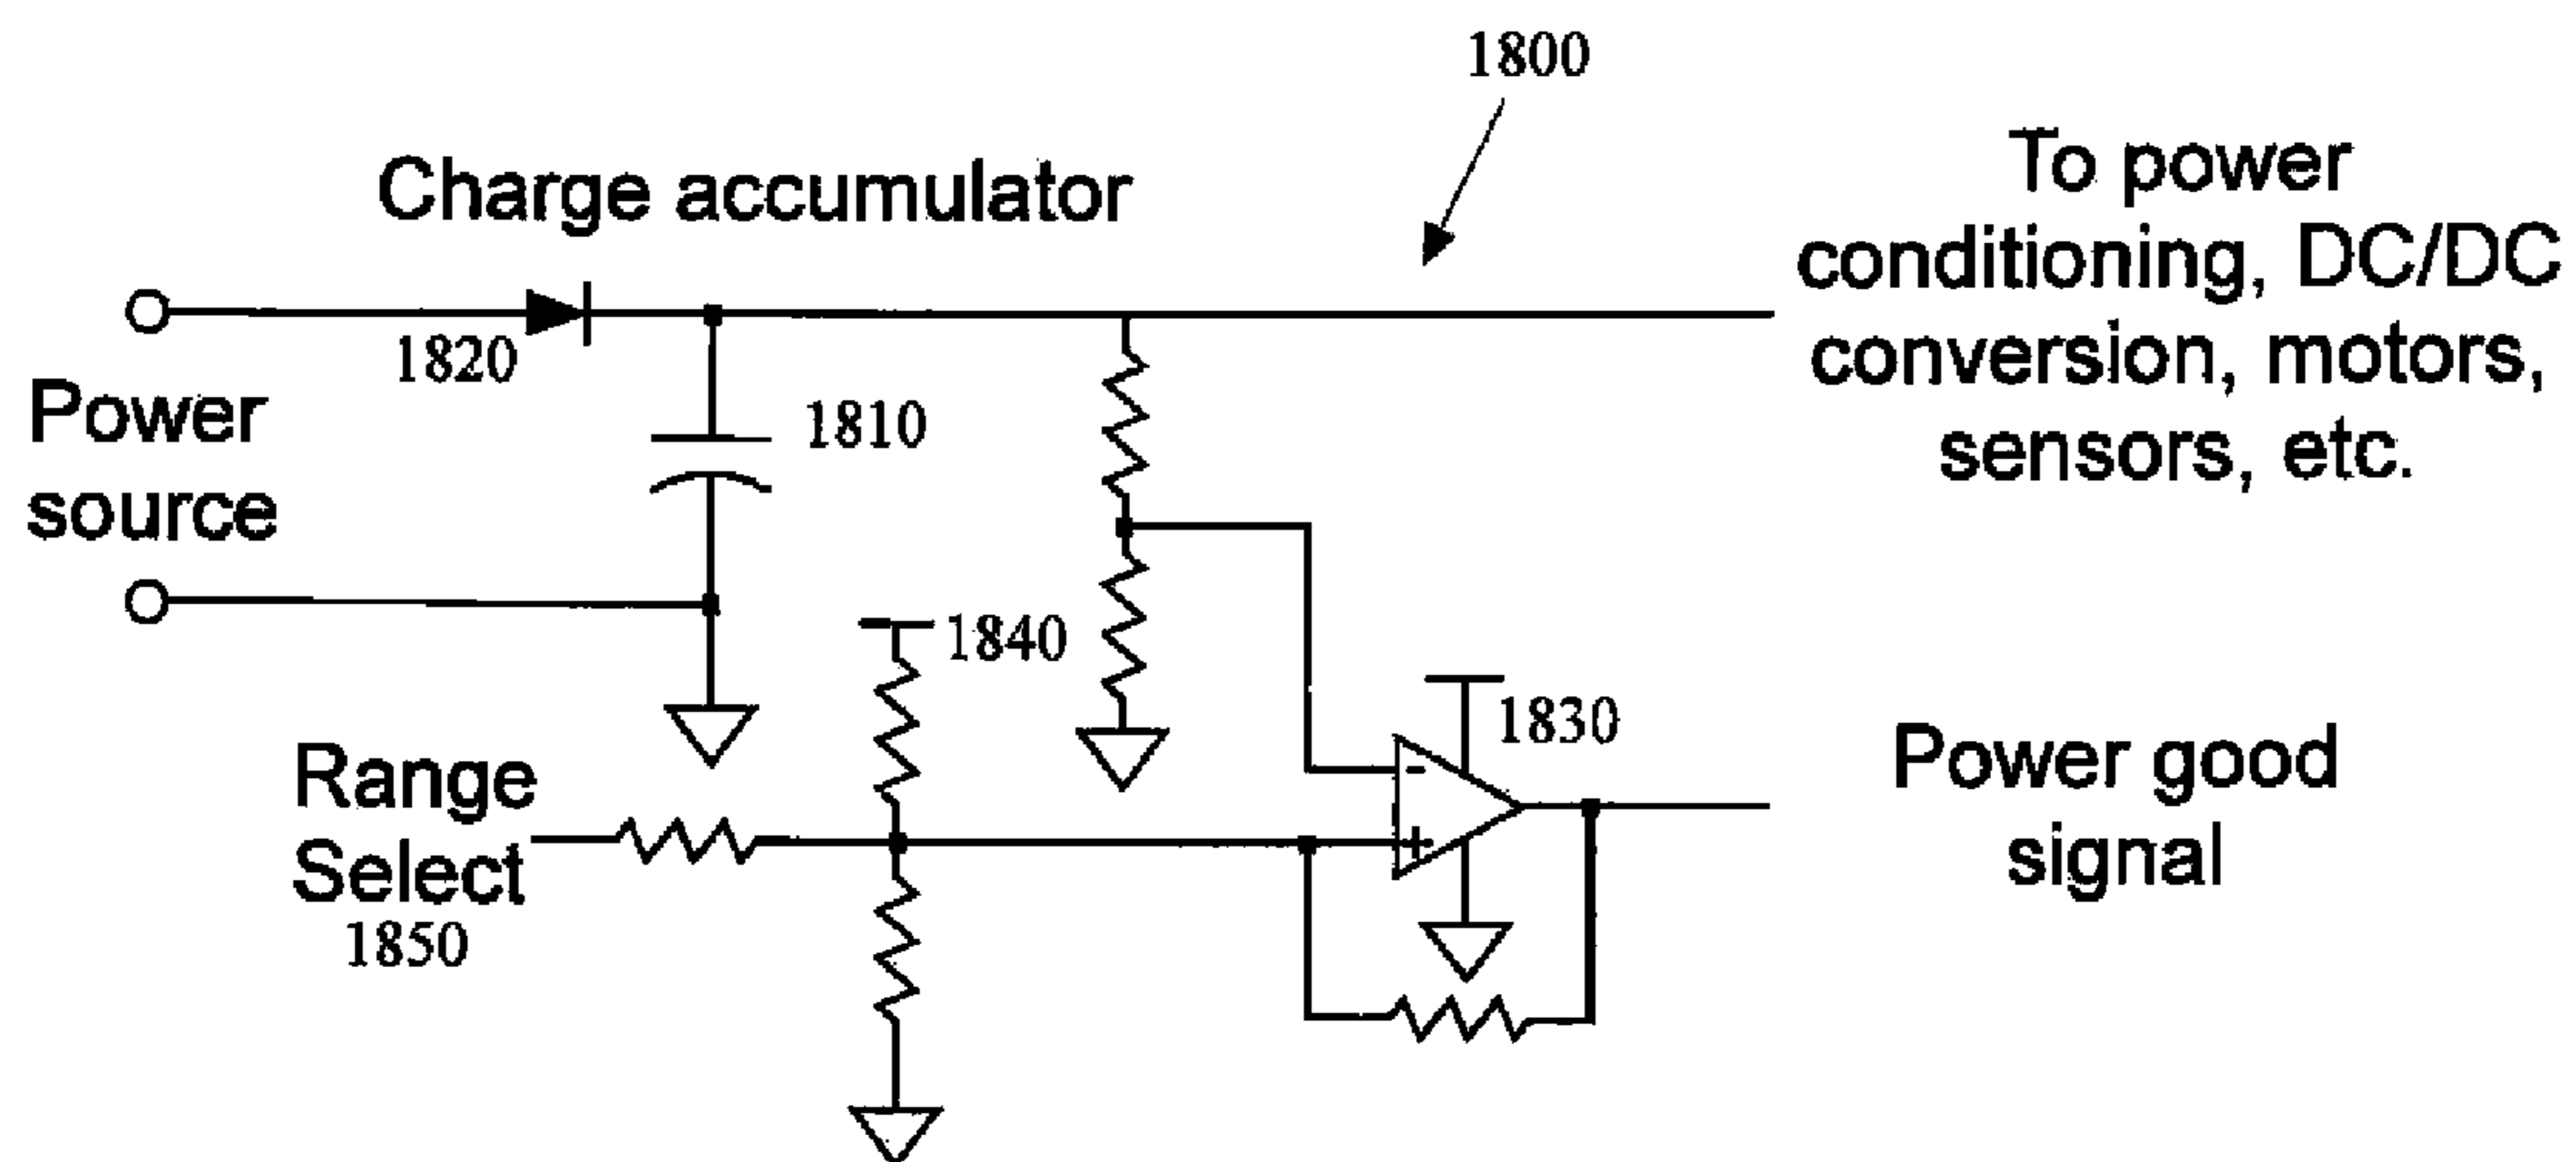 1800
Charge accumulator
To power
conditioning, DC/DC
conversion, motors,
sensors, etc.
1820
Power
source
1810
1840
1830
Range
Select
1850
-
+
Power good
signal